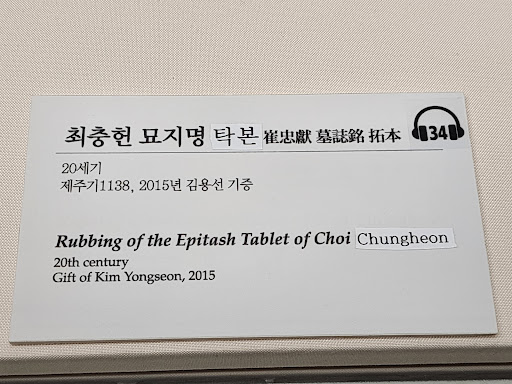 최충헌 묘지명 탁본 崔忠獻 墓誌銘 拓本 34
20세기
제주기1138, 2015년 김용선 기증
Rubbing of the Epitash Tablet of Choi Chungheon
20th century
Gift of Kim Yongseon, 2015